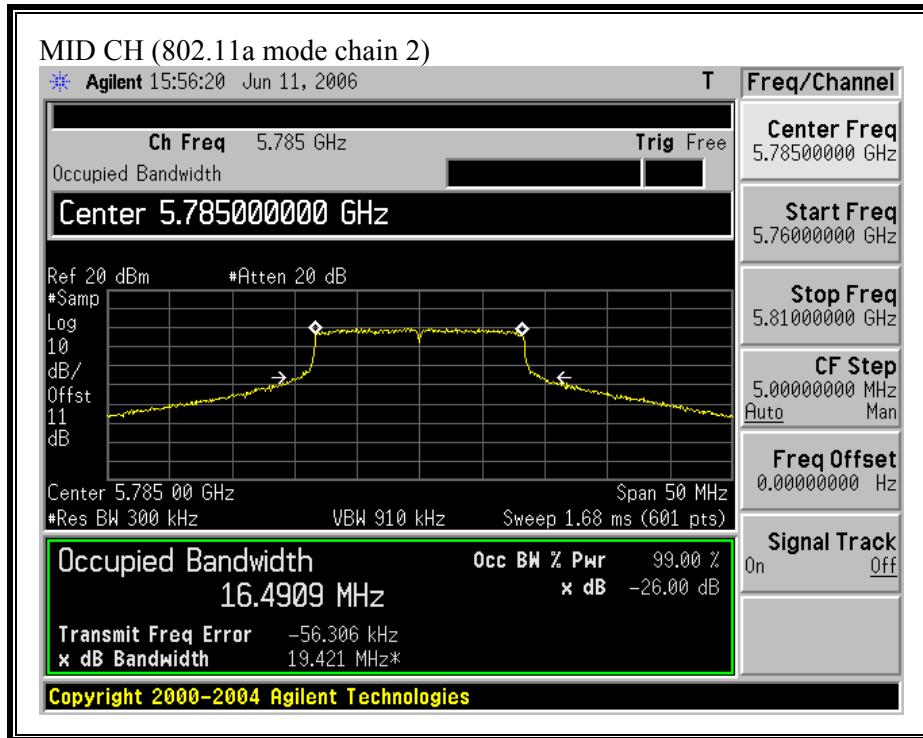 MID CH (802.11a mode chain 2)
Agilent 15:56:20 Jun 11, 2006 T
Freq/Channel
Ch Freq 5.785 GHz Trig Free
Occupied Bandwidth
Center 5.785000000 GHz
Center Freq
5.78500000 GHz
Start Freq
5.76000000 GHz
Stop Freq
5.81000000 GHz
CF Step
5.00000000 MHz
Auto Man
Freq Offset
0.00000000 Hz
Signal Track
On Off
Ref 20 dBm #Atten 20 dB
#Samp
Log
10
dB/
Offst
11
dB
Center 5.785 00 GHz Span 50 MHz
#Res BW 300 kHz VBW 910 kHz Sweep 1.68 ms (601 pts)
Occupied Bandwidth Occ BW % Pwr 99.00 %
16.4909 MHz x dB -26.00 dB
Transmit Freq Error -56.306 kHz
x dB Bandwidth 19.421 MHz*
Copyright 2000-2004 Agilent Technologies